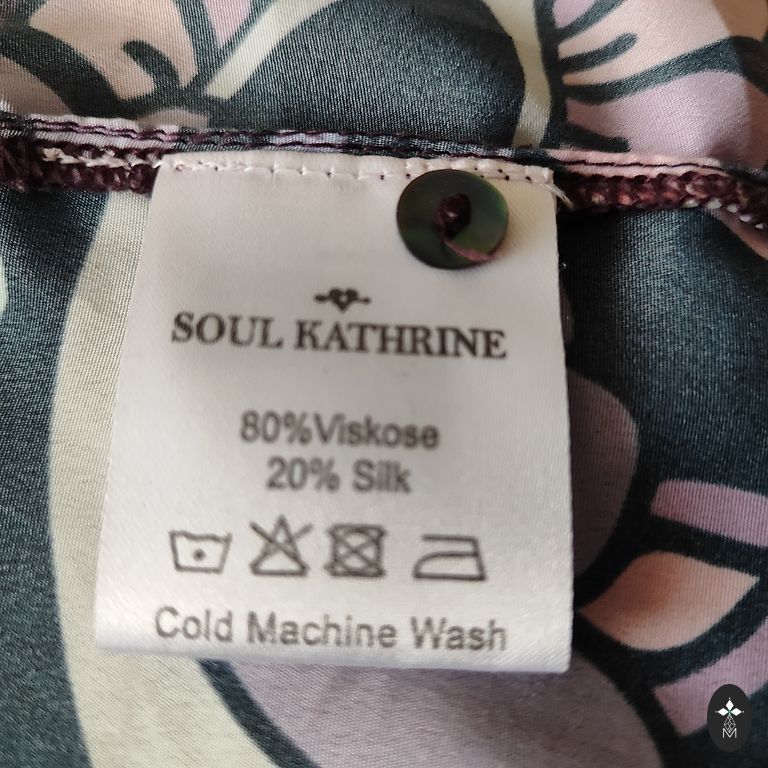 SOUL KATHRINE
80%Viskose
20% Silk
Cold Machine Wash
M